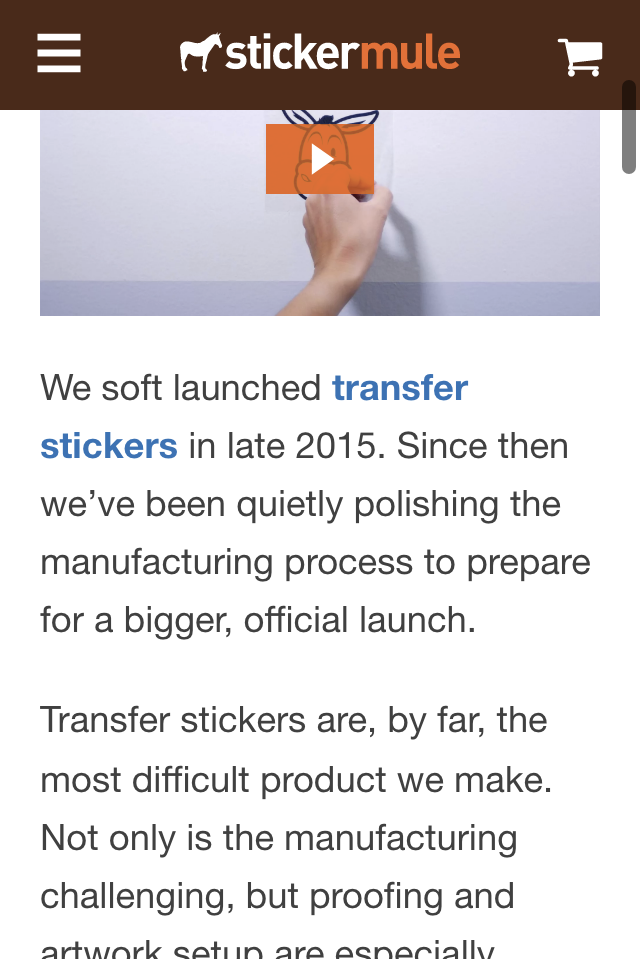 stickermule
We soft launched transfer
stickers in late 2015. Since then
we’ve been quietly polishing the
manufacturing process to prepare
for a bigger, official launch.
Transfer stickers are, by far, the
most difficult product we make.
Not only is the manufacturing
challenging, but proofing and
artwork setup are especially